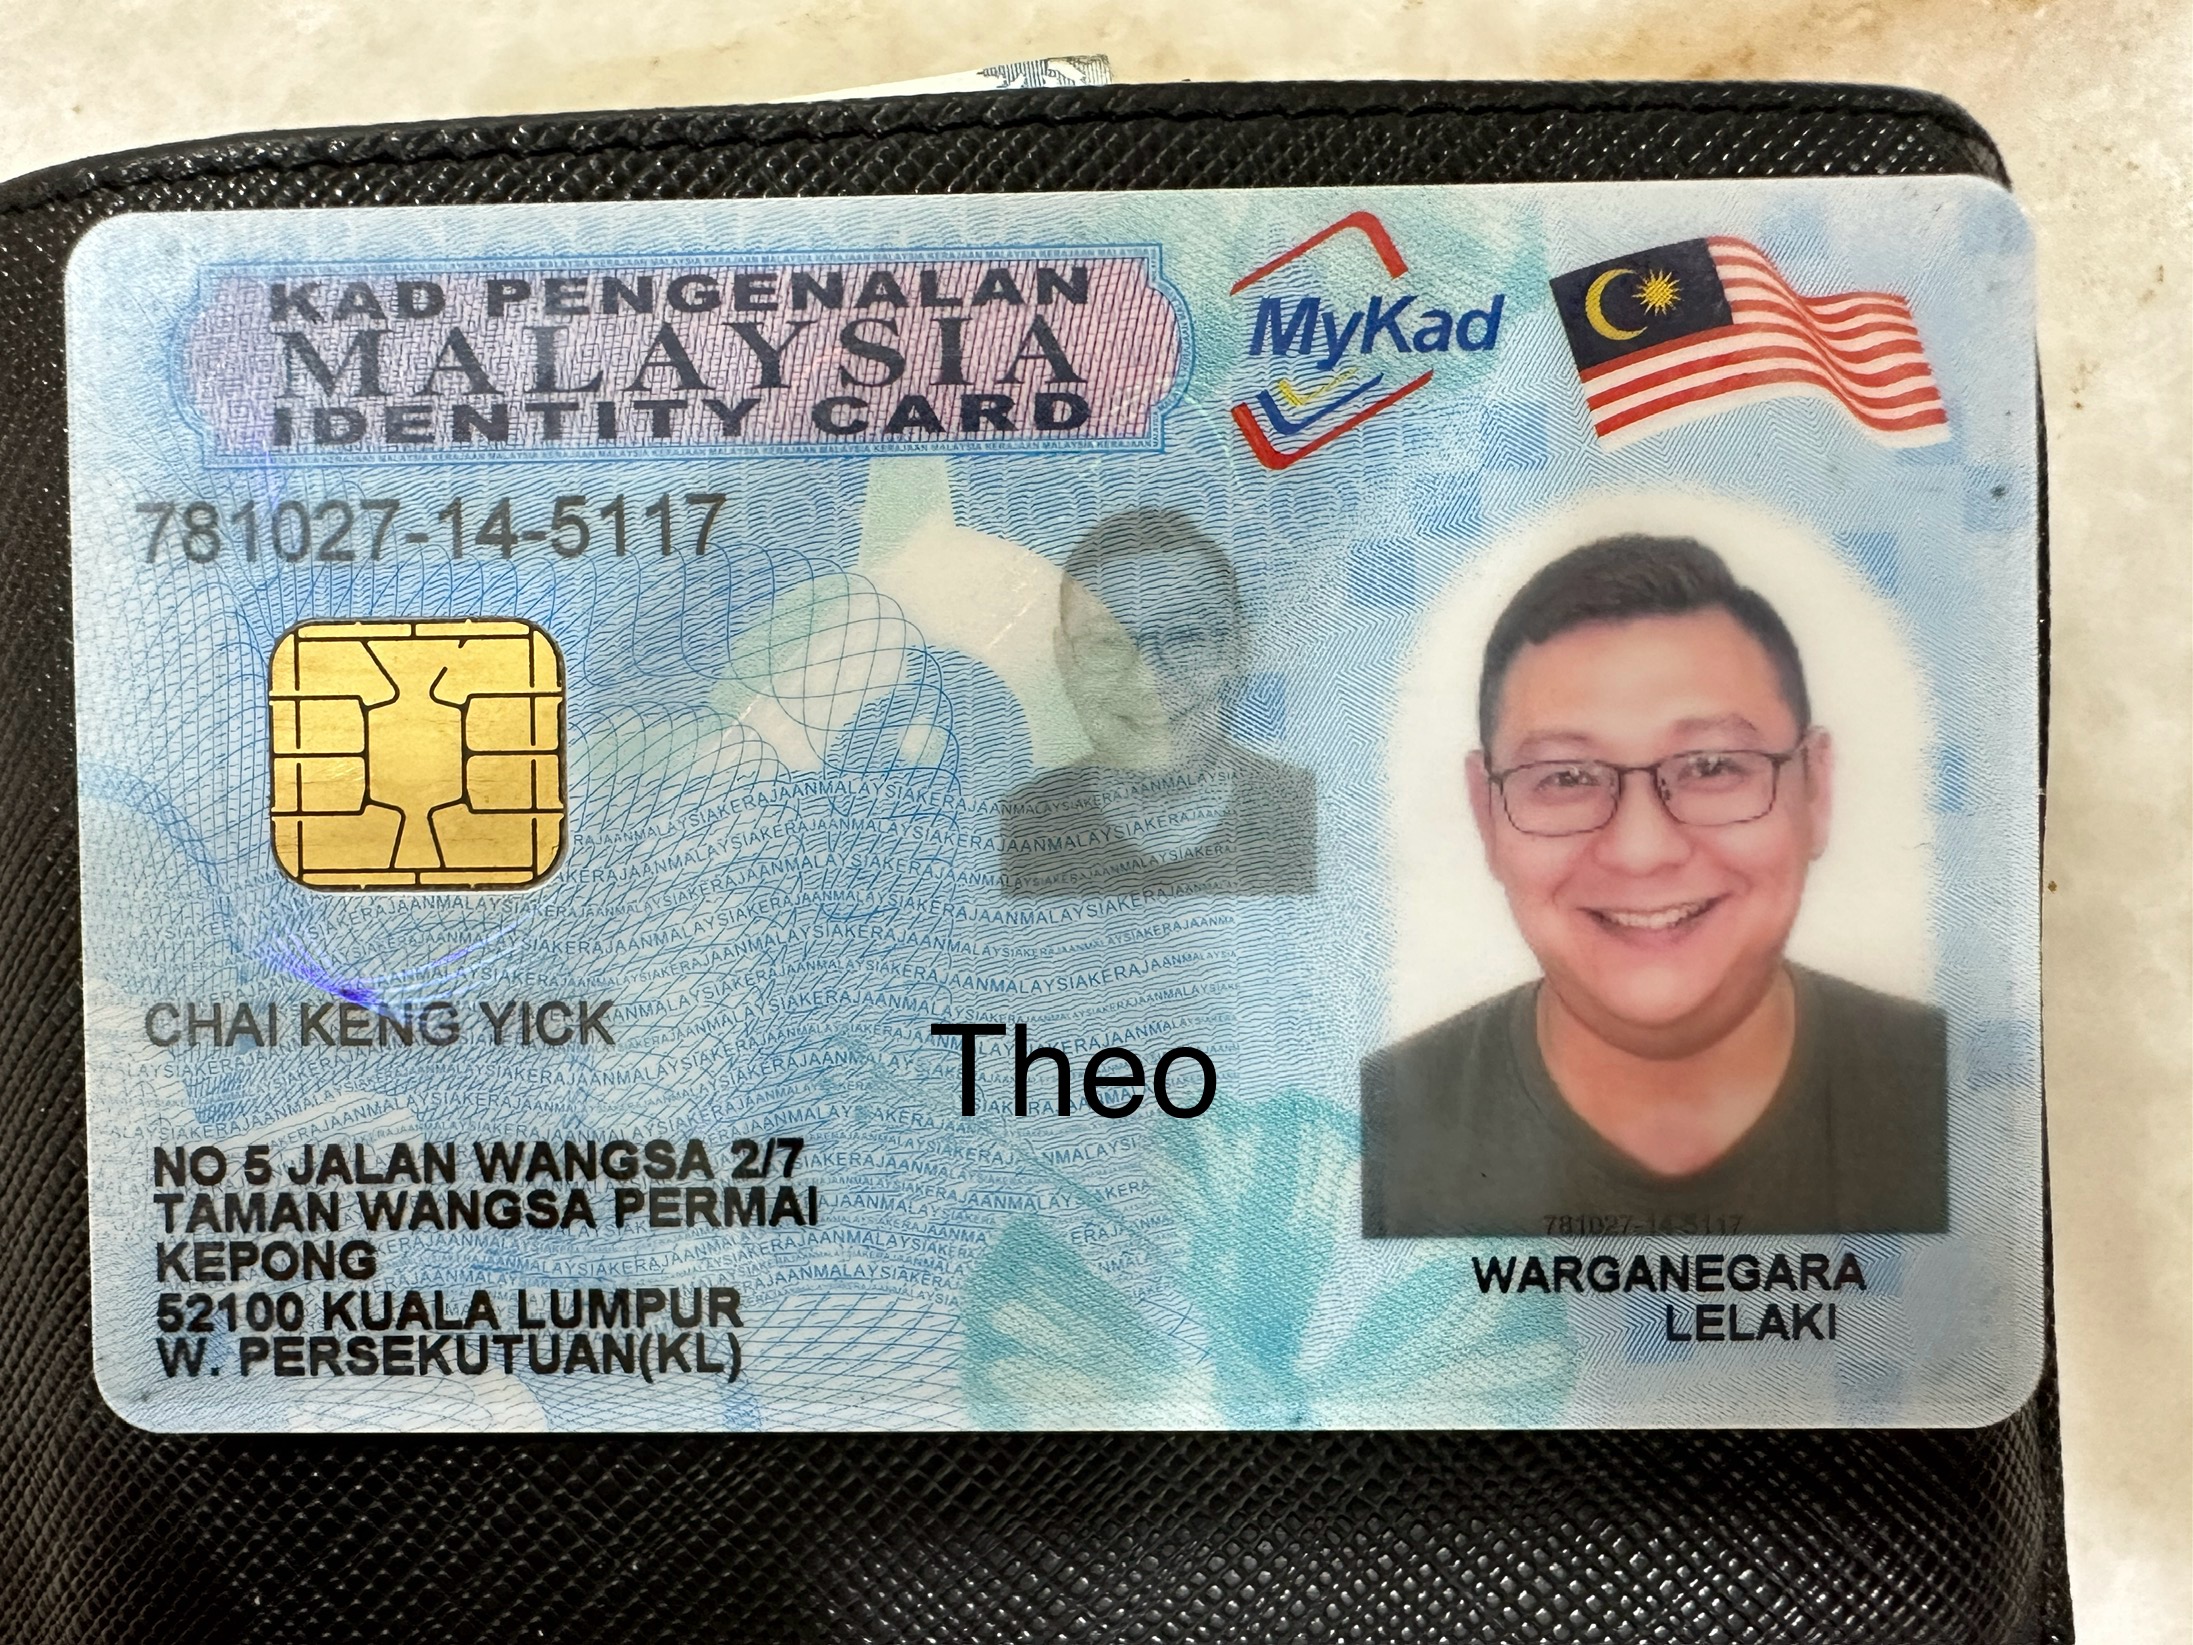 KAD PENGENALAN
MALAYSIA
IDENTITY CARD
MyKad
781027-14-5117
CHAI KENG YICK
Theo
NO 5 JALAN WANGSA 2/7
TAMAN WANGSA PERMAI
KEPONG
52100 KUALA LUMPUR
W. PERSEKUTUAN(KL)
781027-14-5117
WARGANEGARA
LELAKI